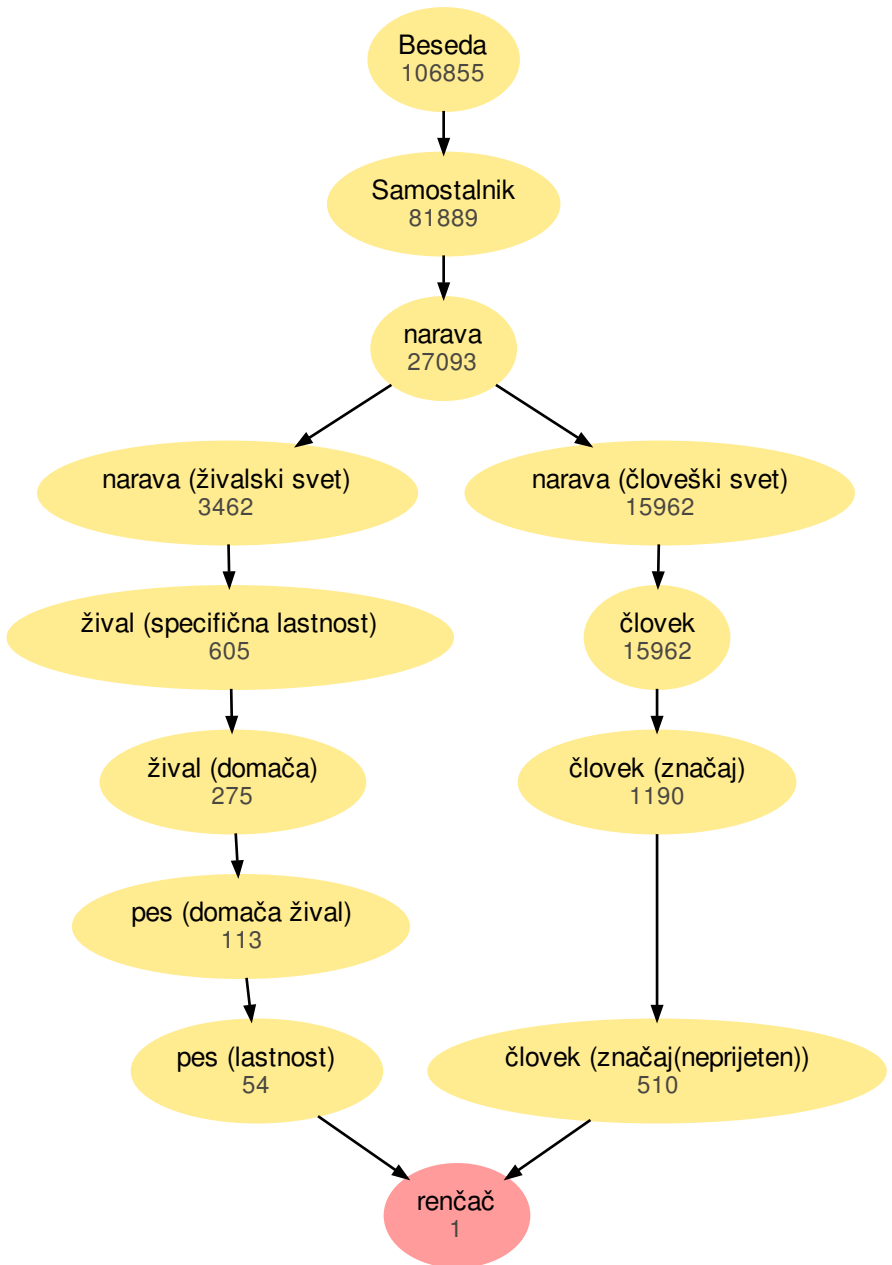 Beseda
106855
Samostalnik
81889
narava
27093
narava (živalski svet)
3462
narava (človeški svet)
15962
žival (specifična lastnost)
605
človek
15962
žival (domača)
275
človek (značaj)
1190
pes (domača žival)
113
pes (lastnost)
54
človek (značaj(neprijeten))
510
renčač
1